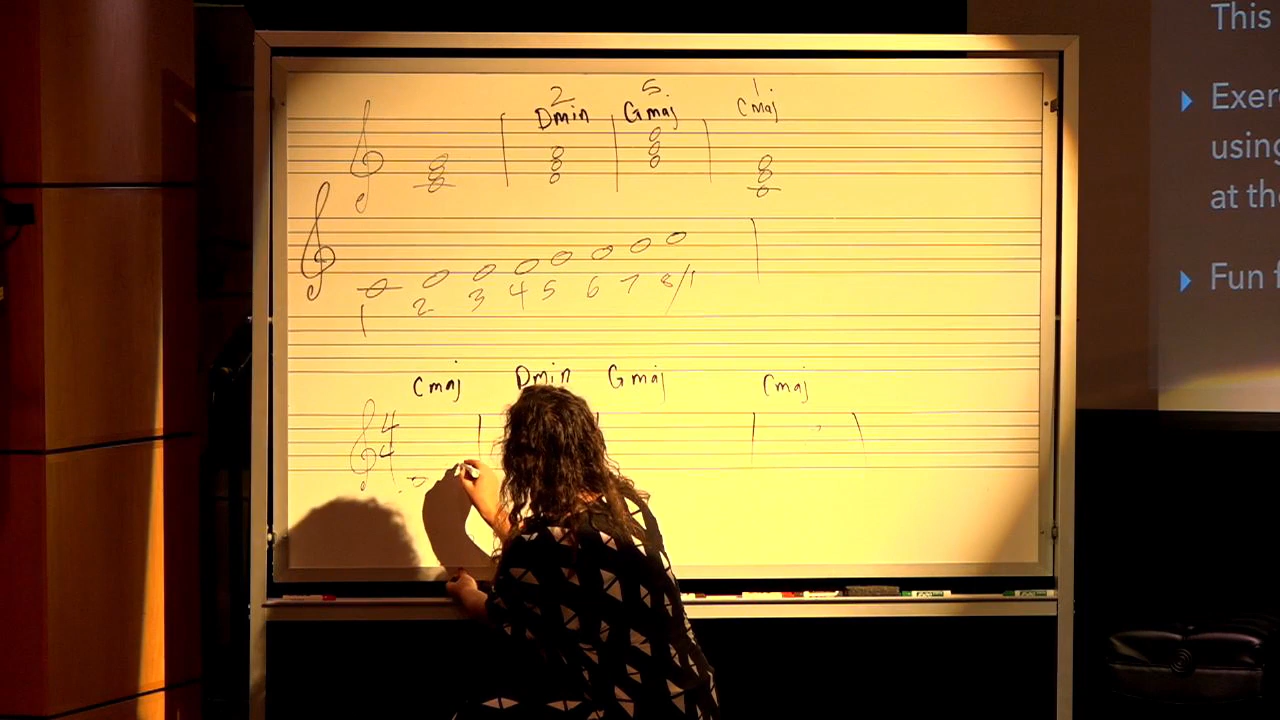 2 5 1
Dmin Gmaj Cmaj
1 2 3 4 5 6 7 8/1
Cmaj Dmin Gmaj Cmaj
4
4
This
Exer
using
at the
Fun f